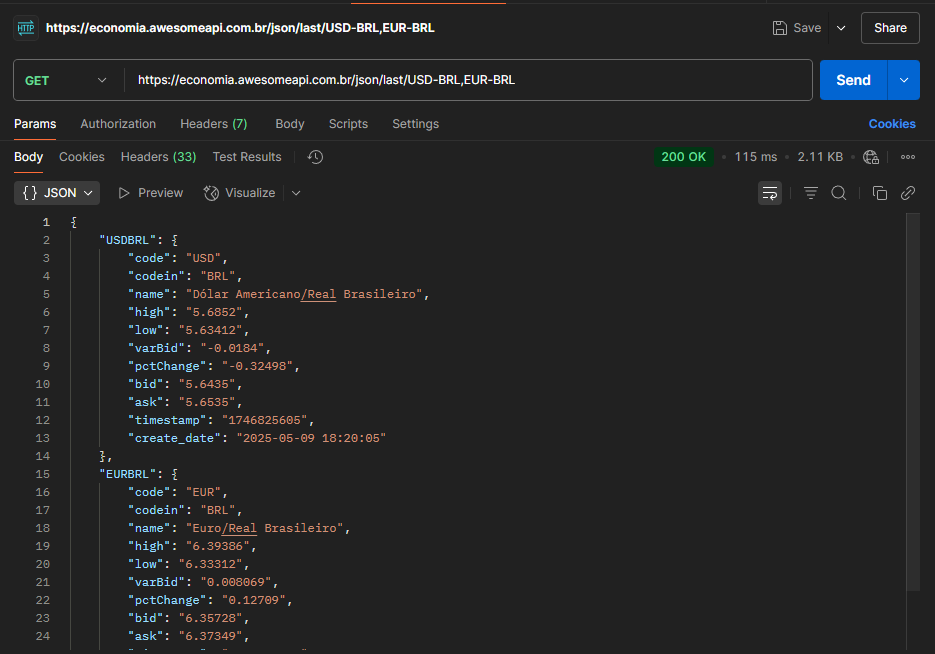 HTTP https://economia.awesomeapi.com.br/json/last/USD-BRL,EUR-BRL Save Share
GET https://economia.awesomeapi.com.br/json/last/USD-BRL,EUR-BRL Send
Params Authorization Headers (7) Body Scripts Settings Cookies
Body Cookies Headers (33) Test Results 200 OK • 115 ms • 2.11 KB
{} JSON Preview Visualize
1 {
2 "USDBRL": {
3 "code": "USD",
4 "codein": "BRL",
5 "name": "Dólar Americano/Real Brasileiro",
6 "high": "5.6852",
7 "low": "5.63412",
8 "varBid": "-0.0184",
9 "pctChange": "-0.32498",
10 "bid": "5.6435",
11 "ask": "5.6535",
12 "timestamp": "1746825605",
13 "create_date": "2025-05-09 18:20:05"
14 },
15 "EURBRL": {
16 "code": "EUR",
17 "codein": "BRL",
18 "name": "Euro/Real Brasileiro",
19 "high": "6.39386",
20 "low": "6.33312",
21 "varBid": "0.008069",
22 "pctChange": "0.12709",
23 "bid": "6.35728",
24 "ask": "6.37349",